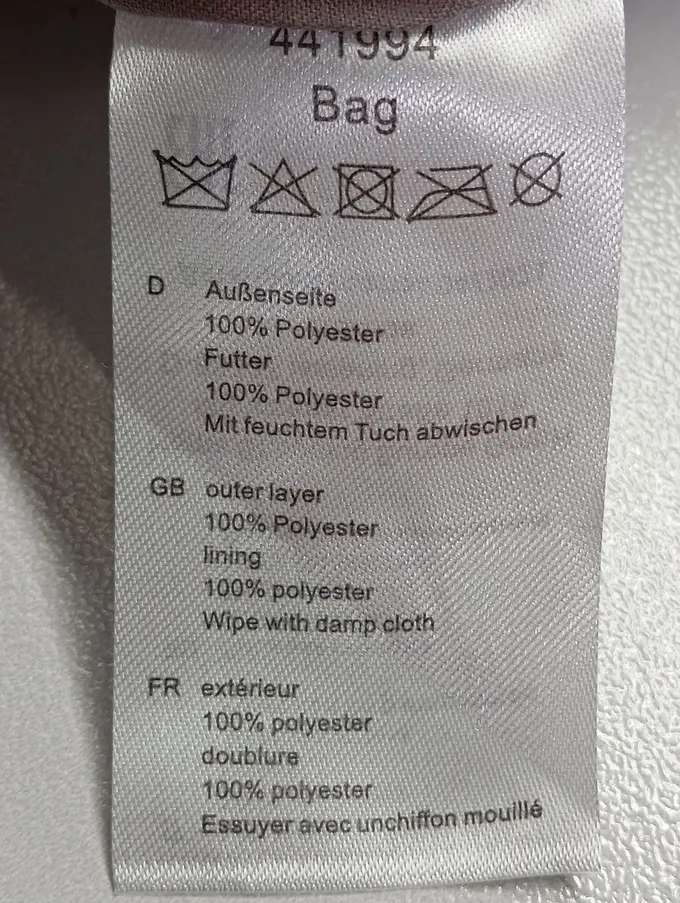 441994
Bag
D Außenseite
100% Polyester
Futter
100% Polyester
Mit feuchtem Tuch abwischen
GB outer layer
100% Polyester
lining
100% polyester
Wipe with damp cloth
FR extérieur
100% polyester
doublure
100% polyester
Essuyer avec unchiffon mouillé